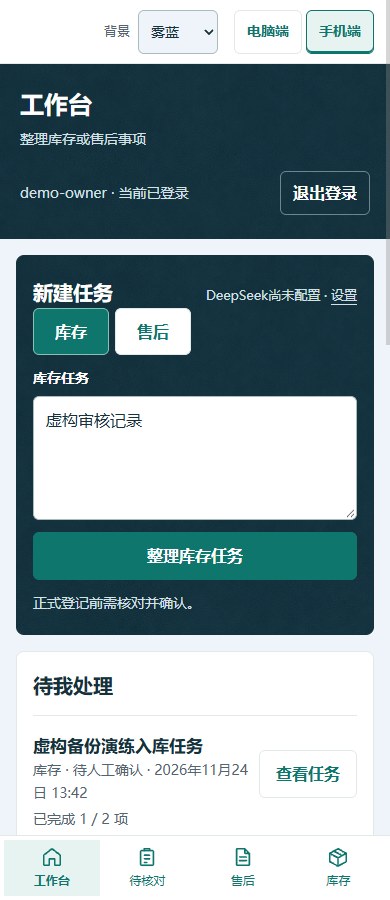 背景 雾蓝 电脑端 手机端
工作台
整理库存或售后事项
demo-owner · 当前已登录 退出登录
新建任务 DeepSeek尚未配置 · 设置
库存 售后
库存任务
虚构审核记录
整理库存任务
正式登记前需核对并确认。
待我处理
虚构备份演练入库任务
库存 · 待人工确认 · 2026年11月24
日 13:42
查看任务
已完成 1 / 2 项
工作台 待核对 售后 库存